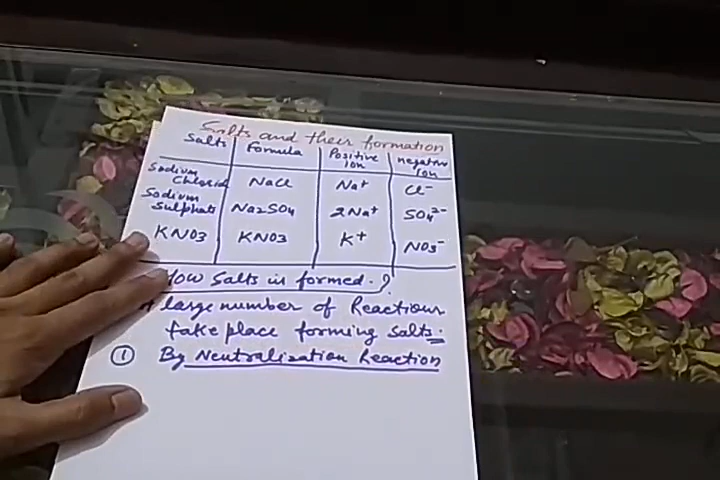 Salts and their formation
Salts Formula Positive Ion negative Ion
Sodium Chlorid NaCl Na+ Cl-
Sodium Sulphate Na2SO4 2Na+ SO4 2-
KNO3 KNO3 K+ NO3-
How Salts is formed.?
A large number of Reactions
take place forming salts.
1 By Neutralization Reaction